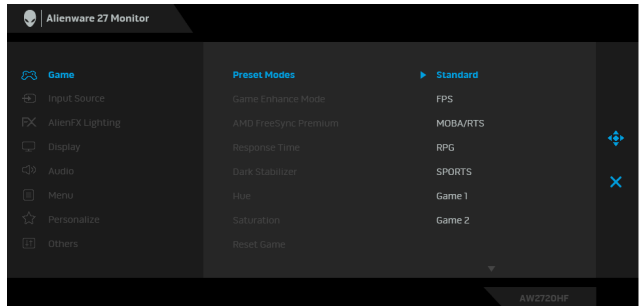 Alienware 27 Monitor
Game
Preset Modes
Standard
Input Source
Game Enhance Mode
FPS
FX
AlienFX Lighting
AMD FreeSync Premium
MOBA/RTS
Display
Response Time
RPG
Audio
Dark Stabilizer
SPORTS
Menu
Hue
Game 1
Personalize
Saturation
Game 2
Others
Reset Game
AW2720HF